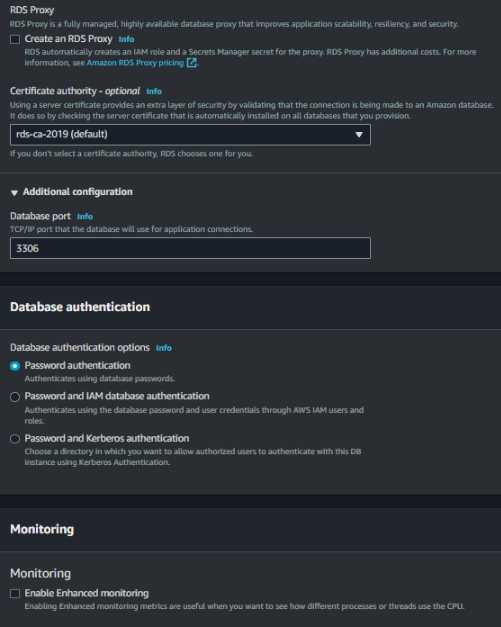 RDS Proxy
RDS Proxy is a fully managed, highly available database proxy that improves application scalability, resiliency, and security.
Create an RDS Proxy Info
RDS automatically creates an IAM role and a Secrets Manager secret for the proxy. RDS Proxy has additional costs. For more
information, see Amazon RDS Proxy pricing
Certificate authority - optional Info
Using a server certificate provides an extra layer of security by validating that the connection is being made to an Amazon database.
It does so by checking the server certificate that is automatically installed on all databases that you provision.
rds-ca-2019 (default)
If you don't select a certificate authority, RDS chooses one for you.
Additional configuration
Database port Info
TCP/IP port that the database will use for application connections.
3306
Database authentication
Database authentication options Info
Password authentication
Authenticates using database passwords.
Password and IAM database authentication
Authenticates using the database password and user credentials through AWS IAM users and
roles.
Password and Kerberos authentication
Choose a directory in which you want to allow authorized users to authenticate with this DB
instance using Kerberos Authentication.
Monitoring
Monitoring
Enable Enhanced monitoring
Enabling Enhanced monitoring metrics are useful when you want to see how different processes or threads use the CPU.